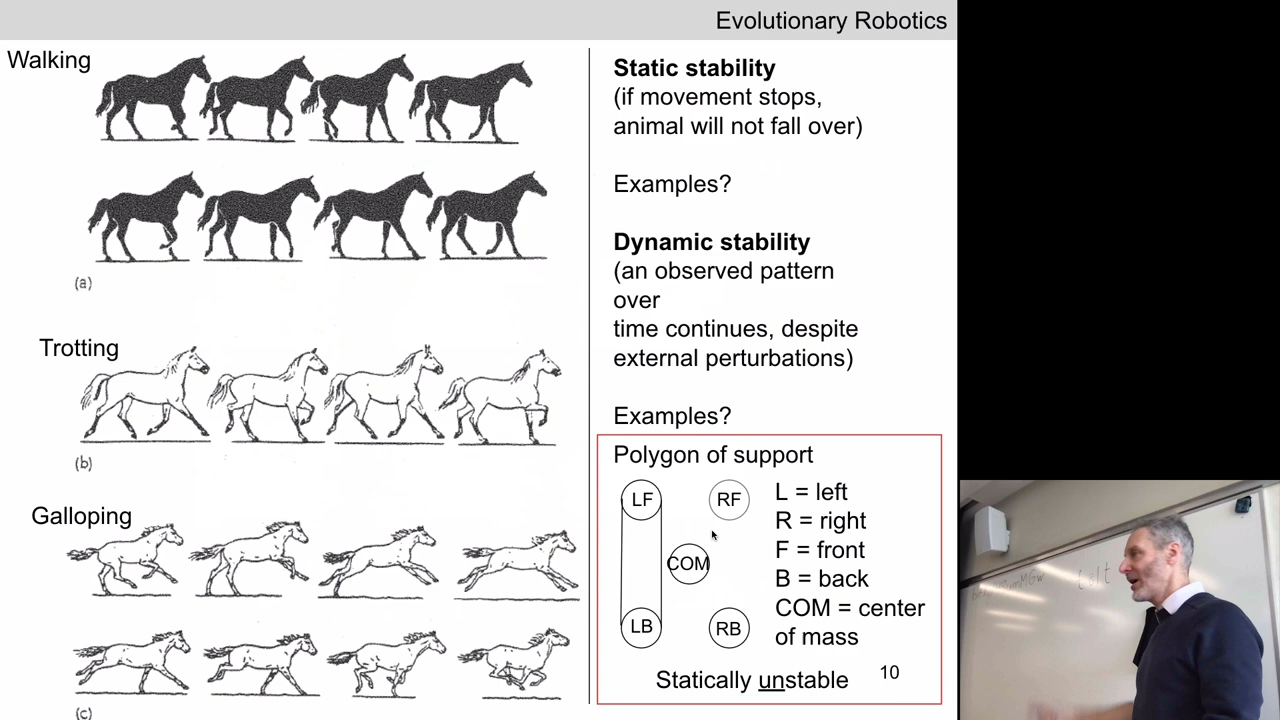 Evolutionary Robotics
Walking
(a)
Trotting
(b)
Galloping
(c)
Static stability
(if movement stops,
animal will not fall over)
Examples?
Dynamic stability
(an observed pattern
over
time continues, despite
external perturbations)
Examples?
Polygon of support
LF
RF
COM
LB
RB
L = left
R = right
F = front
B = back
COM = center
of mass
Statically unstable
10